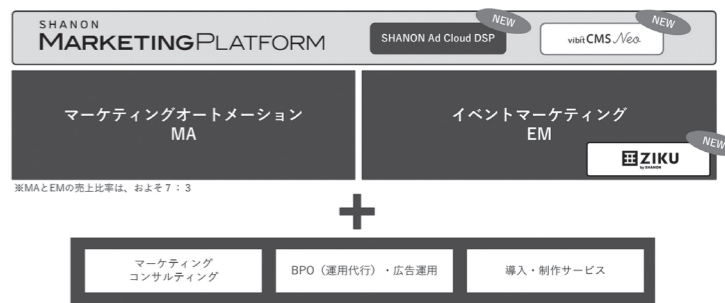 SHANON
MARKETINGPLATFORM
SHANON Ad Cloud DSP
NEW
vibit CMS Neo
NEW
マーケティングオートメーション
MA
イベントマーケティング
EM
NEW
ZIKU
by SHANON
※MAとEMの売上比率は、およそ7：3
マーケティング
コンサルティング
BPO（運用代行）・広告運用
導入・制作サービス